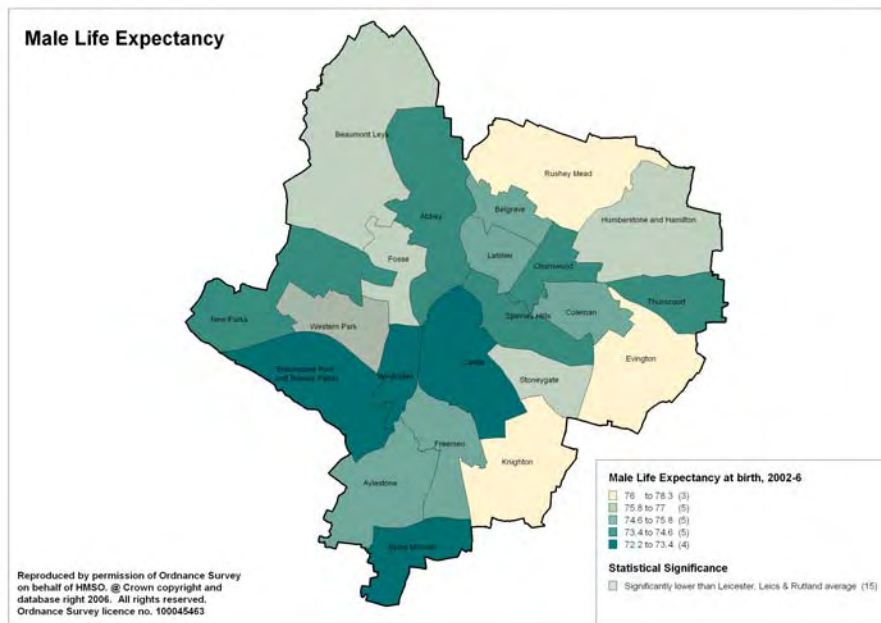 Male Life Expectancy
Beaumont Leys
Rushey Mead
Belgrave
Humberstone and Hamilton
Abbey
Latimer
Fosse
Charnwood
Thurncourt
Coleman
New Parks
Spinney Hills
Western Park
Evington
Castle
Braunstone Park
and Rowley Fields
Westcotes
Stoneygate
Freemen
Knighton
Aylestone
Eyres Monsell
Male Life Expectancy at birth, 2002-6
76 to 78.3 (3)
75.8 to 77 (5)
74.6 to 75.8 (5)
73.4 to 74.6 (5)
72.2 to 73.4 (4)
Statistical Significance
Significantly lower than Leicester, Leics & Rutland average (15)
Reproduced by permission of Ordnance Survey
on behalf of HMSO. @ Crown copyright and
database right 2006. All rights reserved.
Ordnance Survey licence no. 100045463